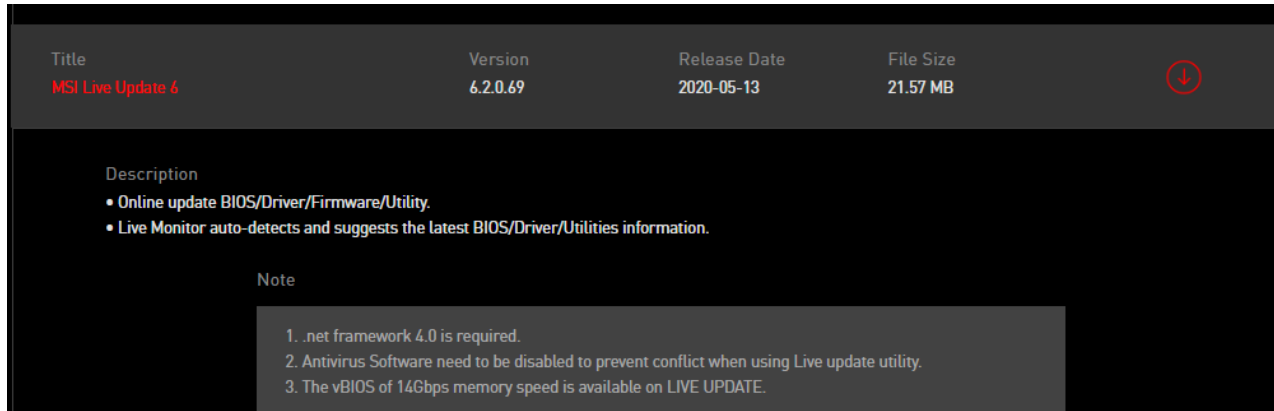 Title Version Release Date File Size
MSI Live Update 6 6.2.0.69 2020-05-13 21.57 MB
Description
• Online update BIOS/Driver/Firmware/Utility.
• Live Monitor auto-detects and suggests the latest BIOS/Driver/Utilities information.
Note
1. .net framework 4.0 is required.
2. Antivirus Software need to be disabled to prevent conflict when using Live update utility.
3. The vBIOS of 14Gbps memory speed is available on LIVE UPDATE.